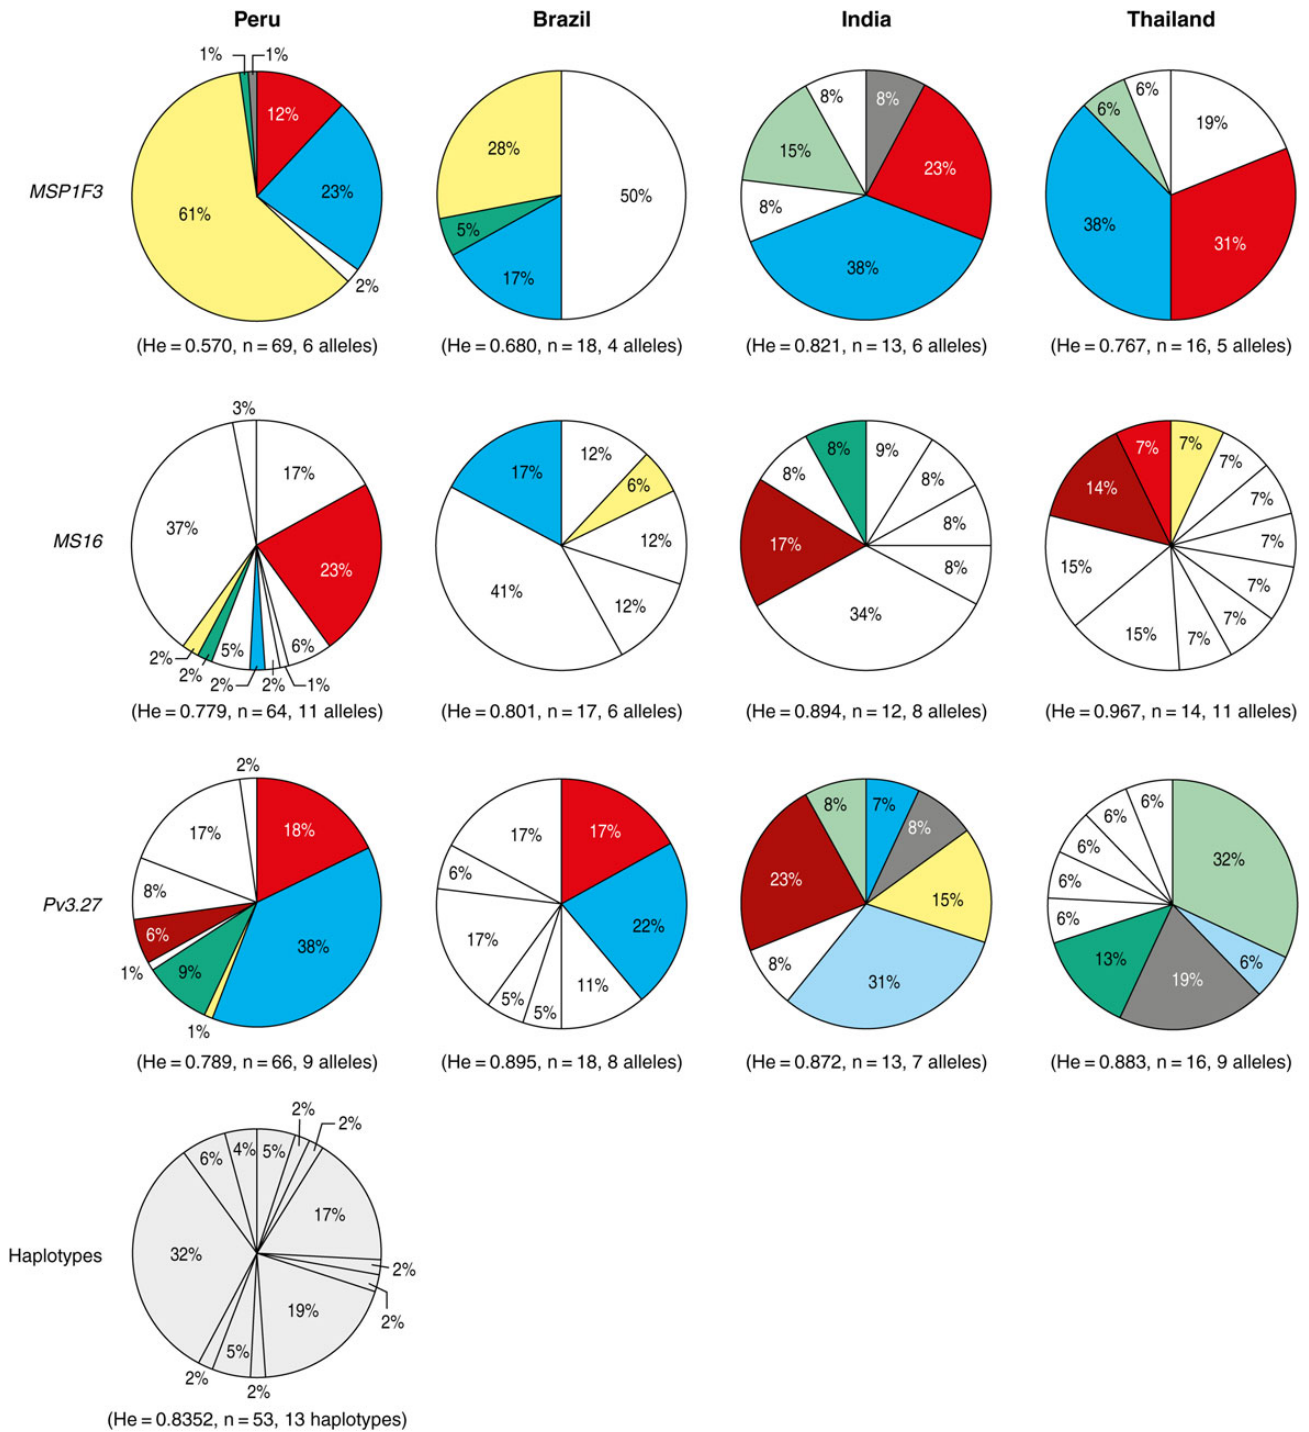 Peru Brazil India Thailand
1% 1%
12% 23% 2% 61%
28% 50% 5% 17%
8% 8% 23% 15% 8% 38%
6% 6% 19% 38% 31%
MSP1F3
(He = 0.570, n = 69, 6 alleles) (He = 0.680, n = 18, 4 alleles) (He = 0.821, n = 13, 6 alleles) (He = 0.767, n = 16, 5 alleles)
3% 17% 37% 23% 6% 5% 2% 2% 2% 2% 1%
17% 12% 6% 12% 41% 12%
8% 8% 9% 8% 8% 17% 8% 34%
14% 7% 7% 7% 7% 7% 15% 7% 7% 15% 7%
MS16
(He = 0.779, n = 64, 11 alleles) (He = 0.801, n = 17, 6 alleles) (He = 0.894, n = 12, 8 alleles) (He = 0.967, n = 14, 11 alleles)
2% 17% 18% 8% 6% 38% 1% 9% 1%
17% 17% 6% 22% 17% 5% 5% 11%
8% 7% 8% 23% 15% 8% 31%
6% 6% 6% 6% 6% 32% 6% 13% 19%
Pv3.27
(He = 0.789, n = 66, 9 alleles) (He = 0.895, n = 18, 8 alleles) (He = 0.872, n = 13, 7 alleles) (He = 0.883, n = 16, 9 alleles)
2% 2%
6% 4% 5%
17%
Haplotypes 32% 2%
19% 2%
5%
2% 2%
(He = 0.8352, n = 53, 13 haplotypes)